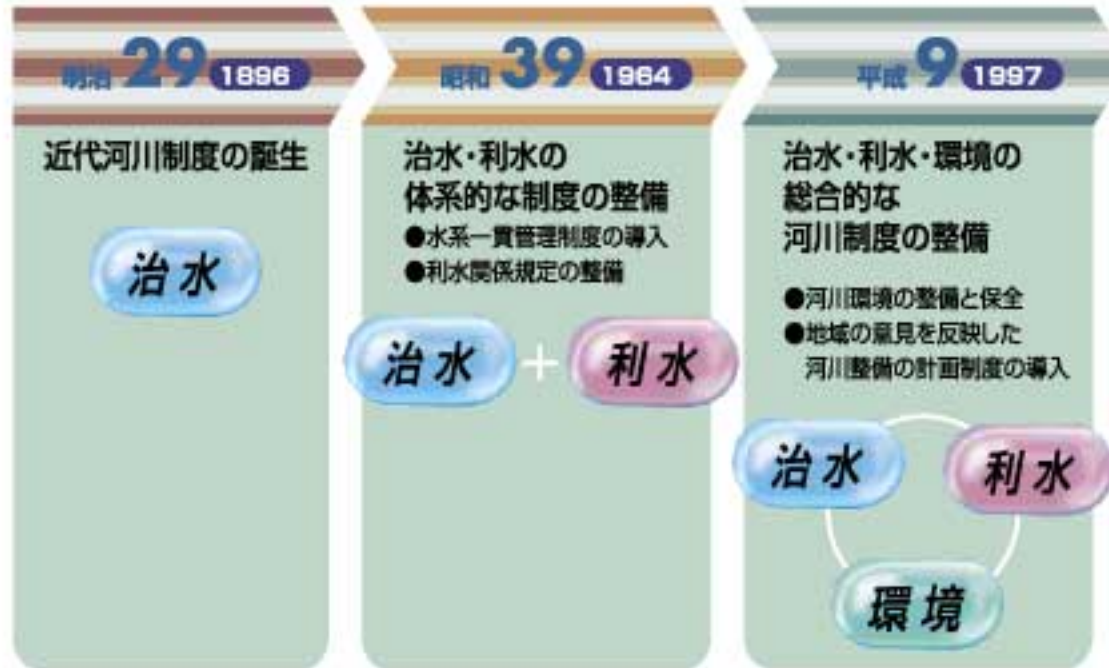 明治 29 1896
近代河川制度の誕生
治水
昭和 39 1964
治水・利水の
体系的な制度の整備
●水系一貫管理制度の導入
●利水関係規定の整備
治水 + 利水
平成 9 1997
治水・利水・環境の
総合的な
河川制度の整備
●河川環境の整備と保全
●地域の意見を反映した
河川整備の計画制度の導入
治水
利水
環境